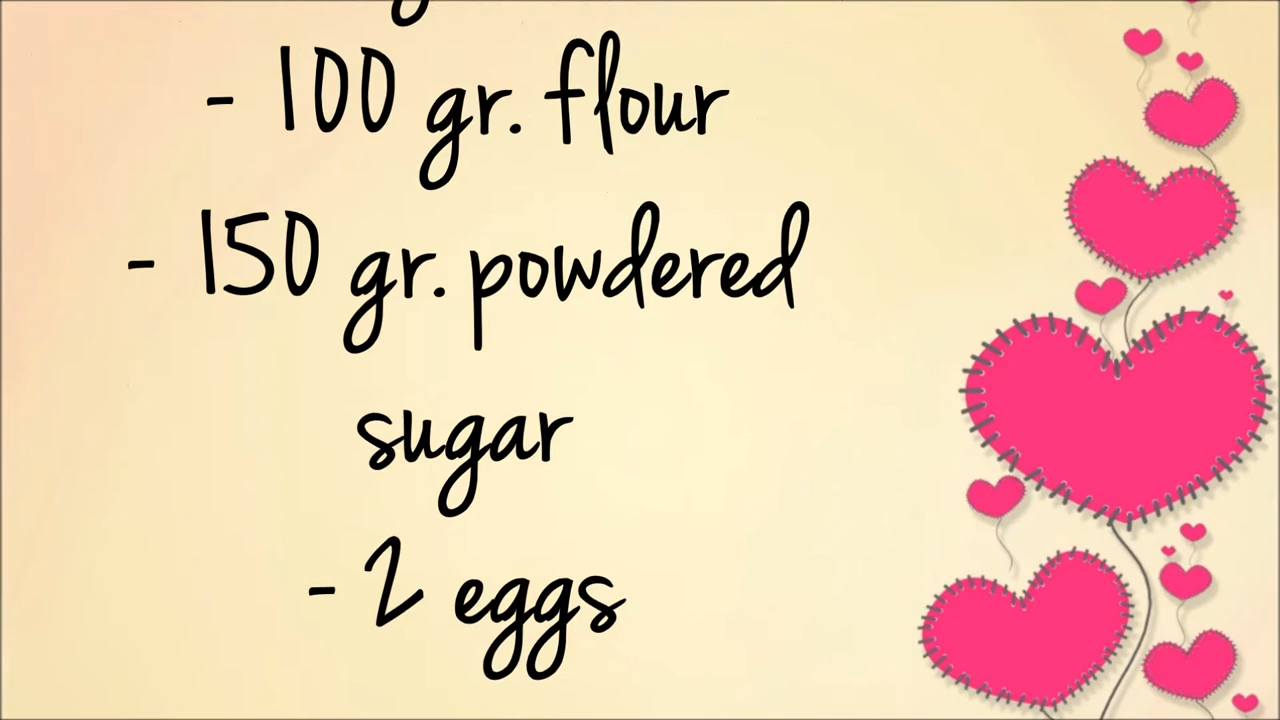 - 100 gr. flour
- 150 gr. powdered
sugar
- 2 eggs